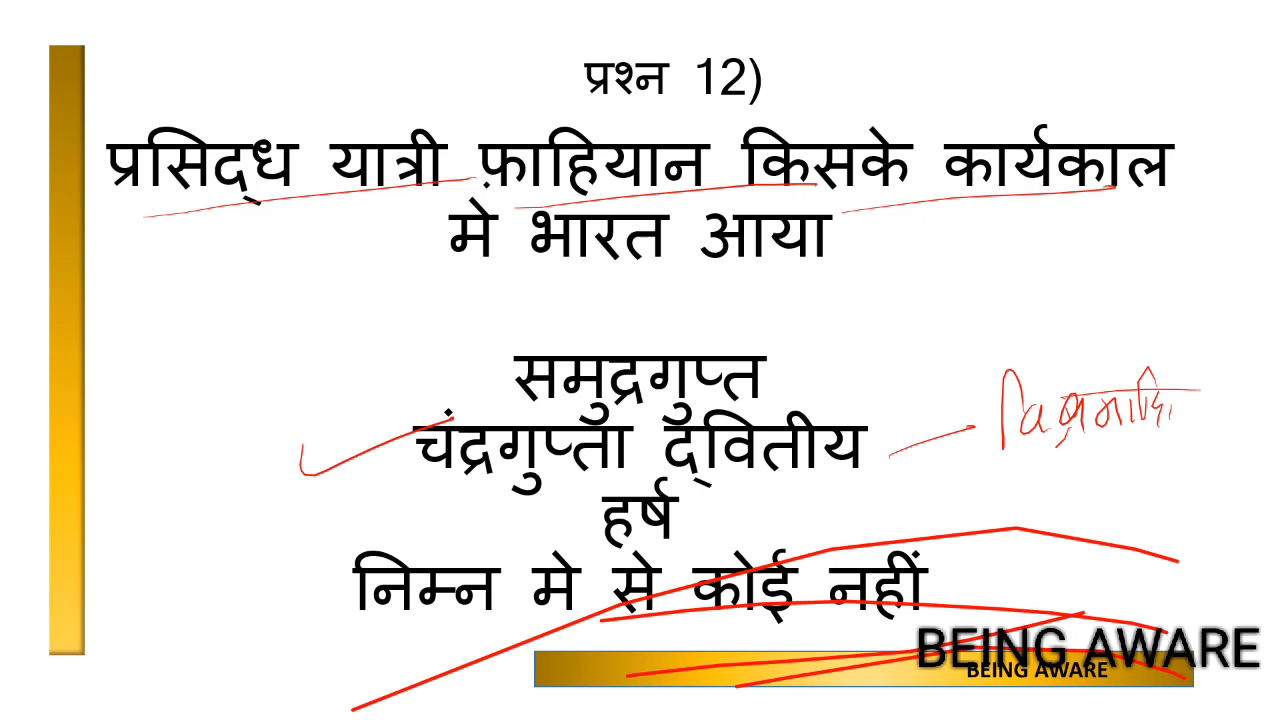 प्रश्न 12)
प्रसिद्ध यात्री फ़ाहियान किसके कार्यकाल
मे भारत आया
समुद्रगुप्त
चंद्रगुप्ता द्वितीय
हर्ष
निम्न मे से कोई नहीं
BEING AWARE
BEING AWARE